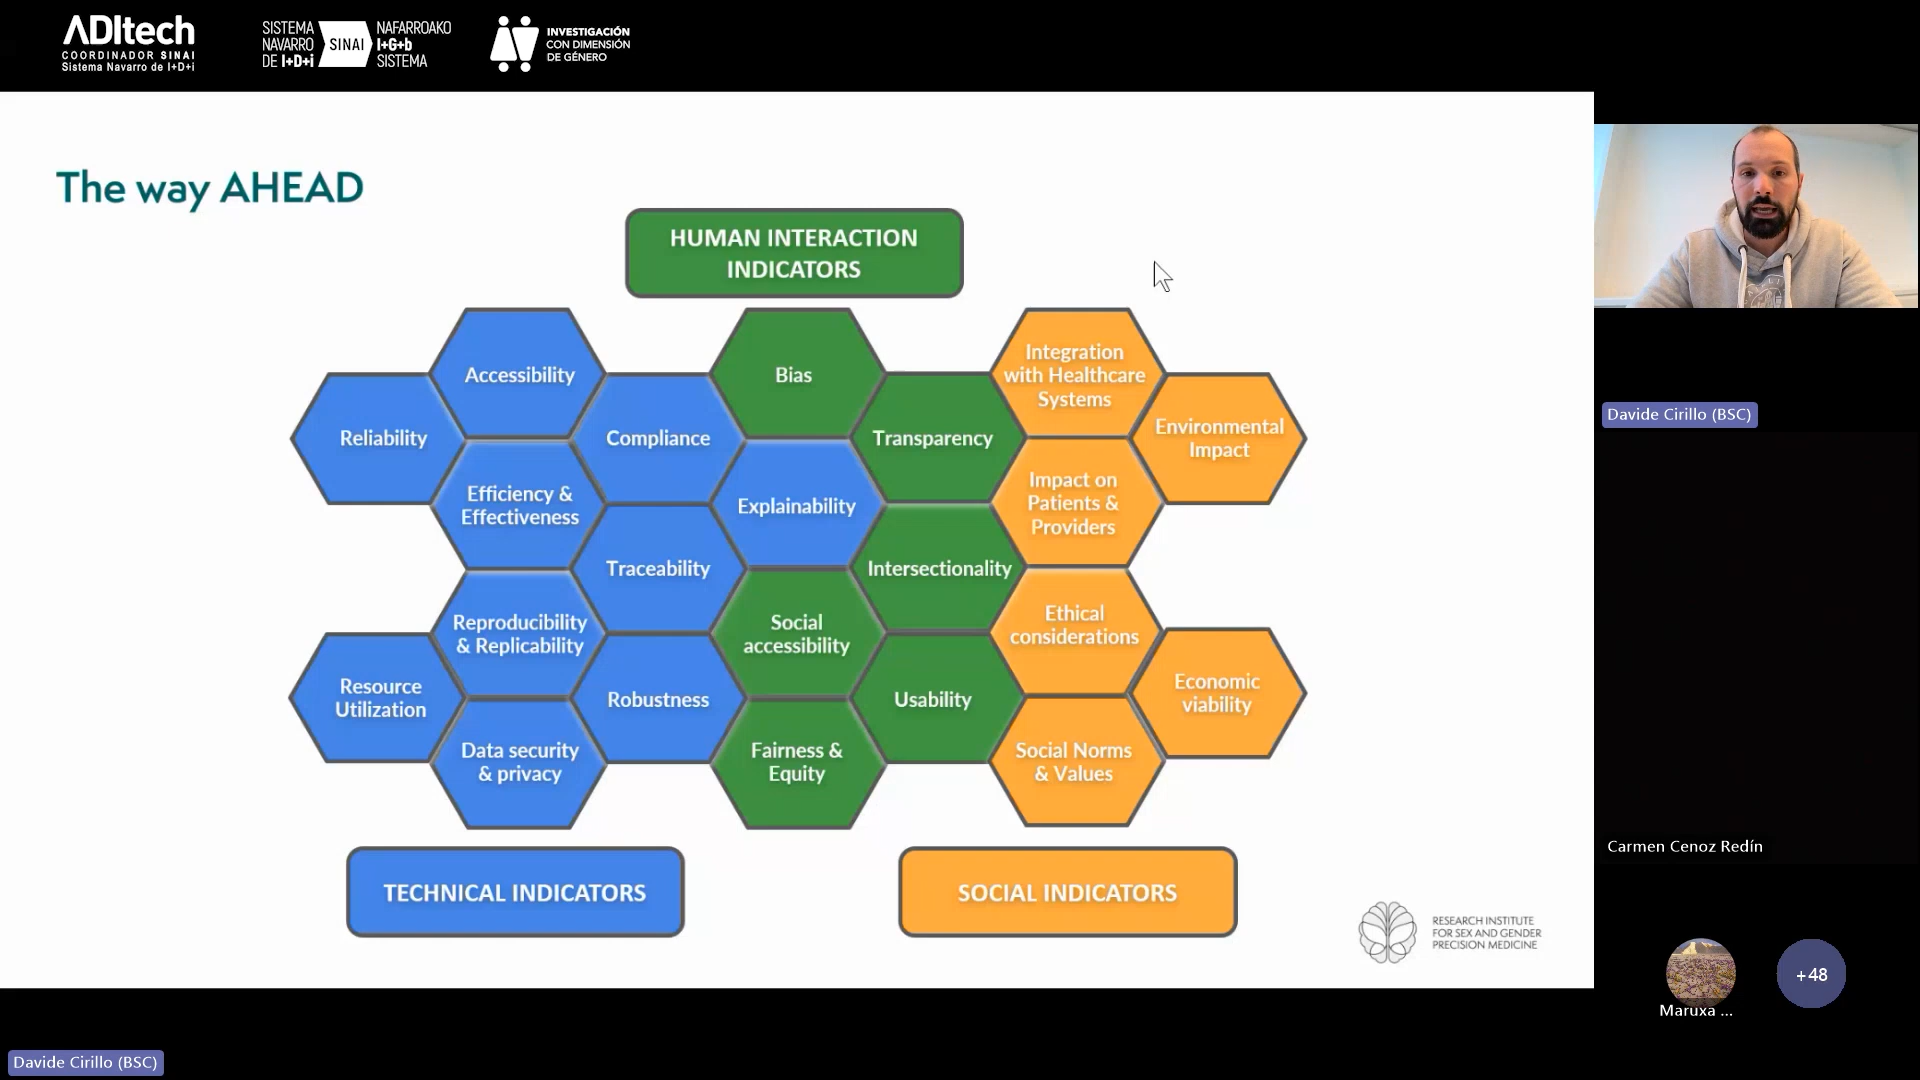 ADItech
COORDINADOR SINAI
Sistema Navarro de I+D+i
SISTEMA
NAVARRO
DE I+D+i
SINAI
NAFARROAKO
I+G+b
SISTEMA
INVESTIGACIÓN
CON DIMENSIÓN
DE GÉNERO
The way AHEAD
HUMAN INTERACTION
INDICATORS
Accessibility
Bias
Integration
with Healthcare
Systems
Reliability
Compliance
Transparency
Environmental
Impact
Efficiency &
Effectiveness
Explainability
Impact on
Patients &
Providers
Traceability
Intersectionality
Reproducibility
& Replicability
Social
accessibility
Ethical
considerations
Resource
Utilization
Robustness
Usability
Economic
viability
Data security
& privacy
Fairness &
Equity
Social Norms
& Values
TECHNICAL INDICATORS
SOCIAL INDICATORS
RESEARCH INSTITUTE
FOR SEX AND GENDER
PRECISION MEDICINE
Davide Cirillo (BSC)
Carmen Cenoz Redín
Maruxa ...
+48
Davide Cirillo (BSC)